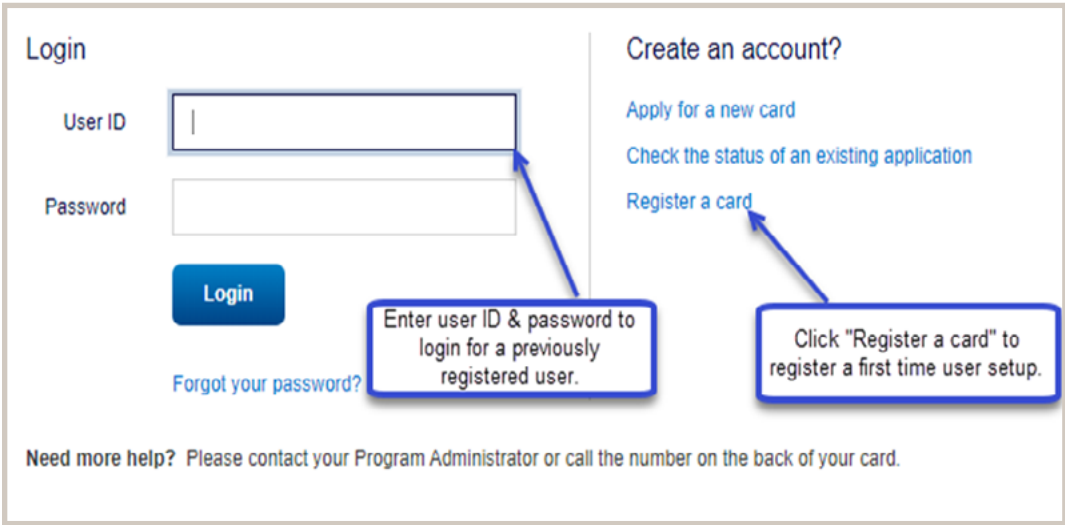 Login
User ID
Password
Login
Forgot your password?
Enter user ID & password to
login for a previously
registered user.
Create an account?
Apply for a new card
Check the status of an existing application
Register a card
Click "Register a card" to
register a first time user setup.
Need more help? Please contact your Program Administrator or call the number on the back of your card.